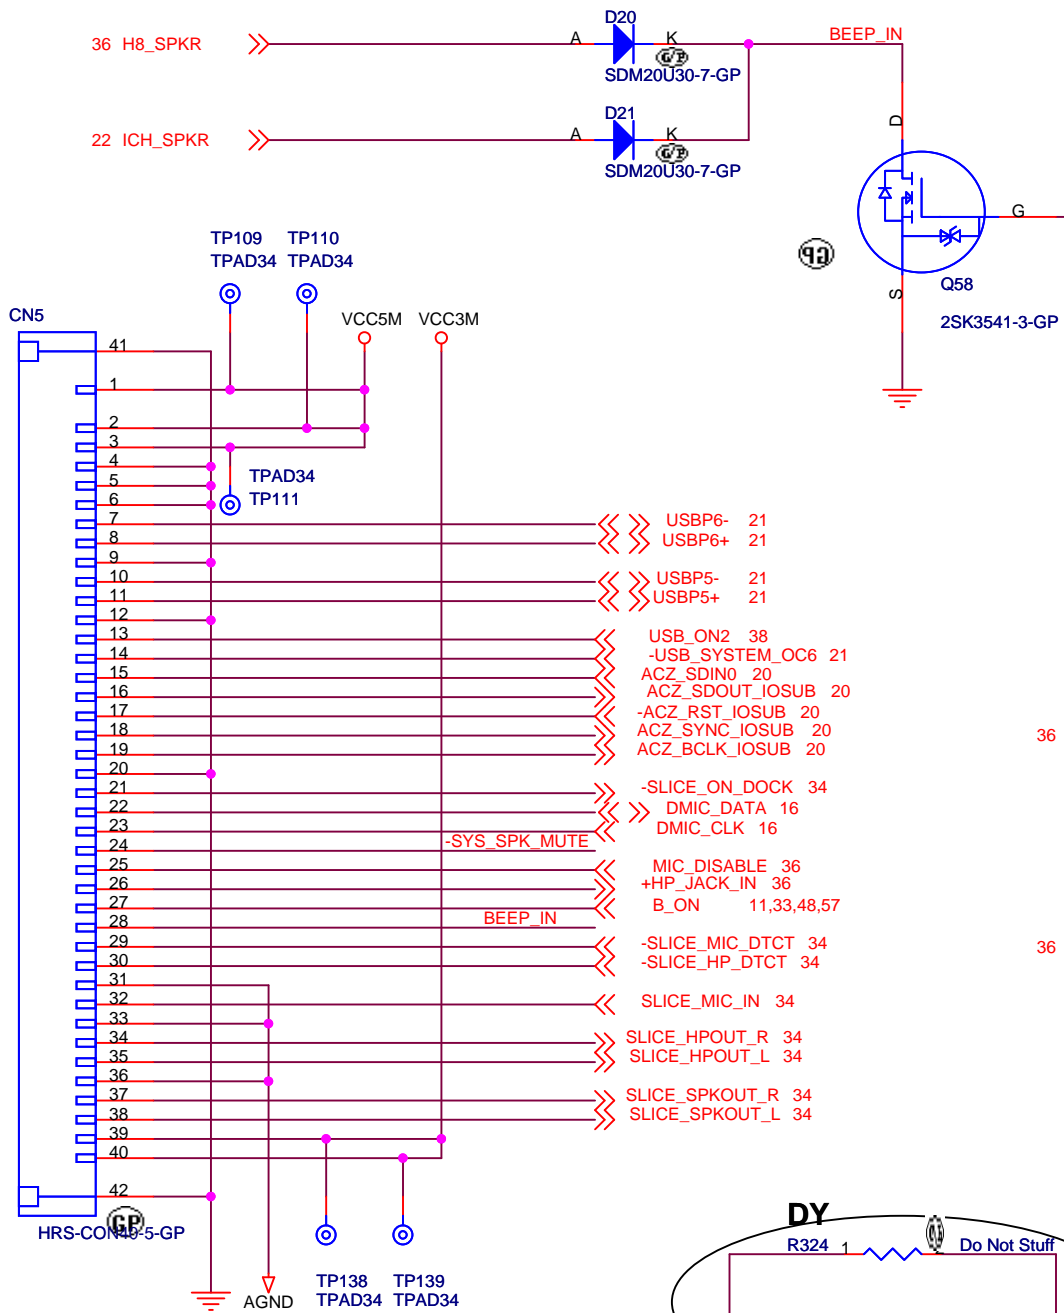 D20
36 H8_SPKR
A
K
BEEP_IN
G/P
SDM20U30-7-GP
D21
22 ICH_SPKR
A
K
G/P
SDM20U30-7-GP
D
G
GP
S
Q58
2SK3541-3-GP
TP109 TP110
TPAD34 TPAD34
CN5
VCC5M VCC3M
41
1
2
3
4
5
6
TPAD34
TP111
7 USBP6- 21
8 USBP6+ 21
9
10 USBP5- 21
11 USBP5+ 21
12
13 USB_ON2 38
14 -USB_SYSTEM_OC6 21
15 ACZ_SDIN0 20
16 ACZ_SDOUT_IOSUB 20
17 -ACZ_RST_IOSUB 20
18 ACZ_SYNC_IOSUB 20 36
19 ACZ_BCLK_IOSUB 20
20
21 -SLICE_ON_DOCK 34
22 DMIC_DATA 16
23 DMIC_CLK 16
24 -SYS_SPK_MUTE
25 MIC_DISABLE 36
26 +HP_JACK_IN 36
27 B_ON 11,33,48,57
28 BEEP_IN
29 -SLICE_MIC_DTCT 34 36
30 -SLICE_HP_DTCT 34
31
32 SLICE_MIC_IN 34
33
34 SLICE_HPOUT_R 34
35 SLICE_HPOUT_L 34
36
37 SLICE_SPKOUT_R 34
38 SLICE_SPKOUT_L 34
39
40
42
GP
HRS-CON40-5-GP
DY
R324 1 Do Not Stuff
TP138 TP139
TPAD34 TPAD34
AGND